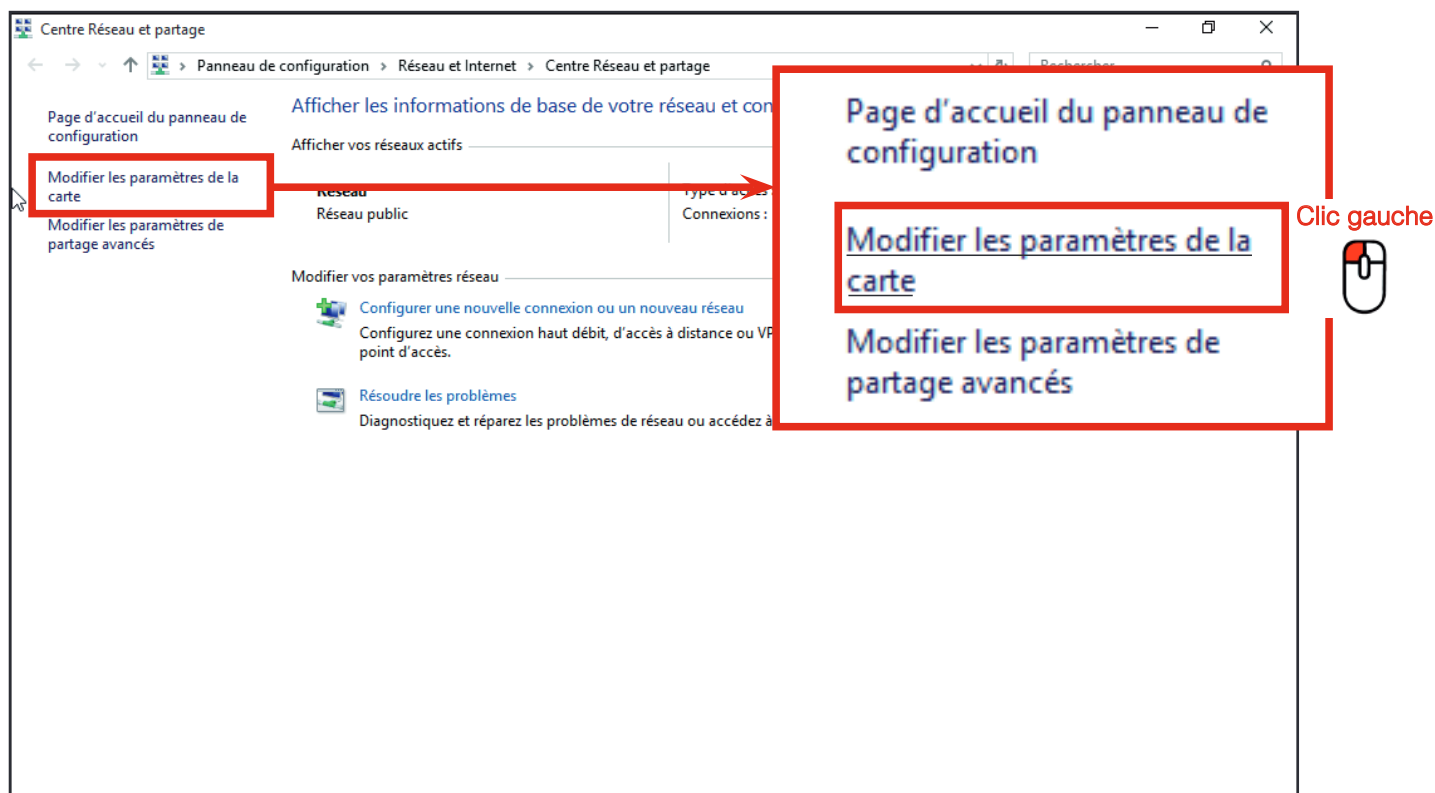 Centre Réseau et partage
Panneau de configuration > Réseau et Internet > Centre Réseau et partage
Rechercher
Page d'accueil du panneau de
configuration
Modifier les paramètres de la
carte
Modifier les paramètres de
partage avancés
Afficher les informations de base de votre réseau et con
Afficher vos réseaux actifs
Réseau
Réseau public
Type d'accès :
Connexions :
Modifier vos paramètres réseau
Configurer une nouvelle connexion ou un nouveau réseau
Configurez une connexion haut débit, d'accès à distance ou VP
point d'accès.
Résoudre les problèmes
Diagnostiquez et réparez les problèmes de réseau ou accédez à
Page d'accueil du panneau de
configuration
Modifier les paramètres de la
carte
Modifier les paramètres de
partage avancés
Clic gauche